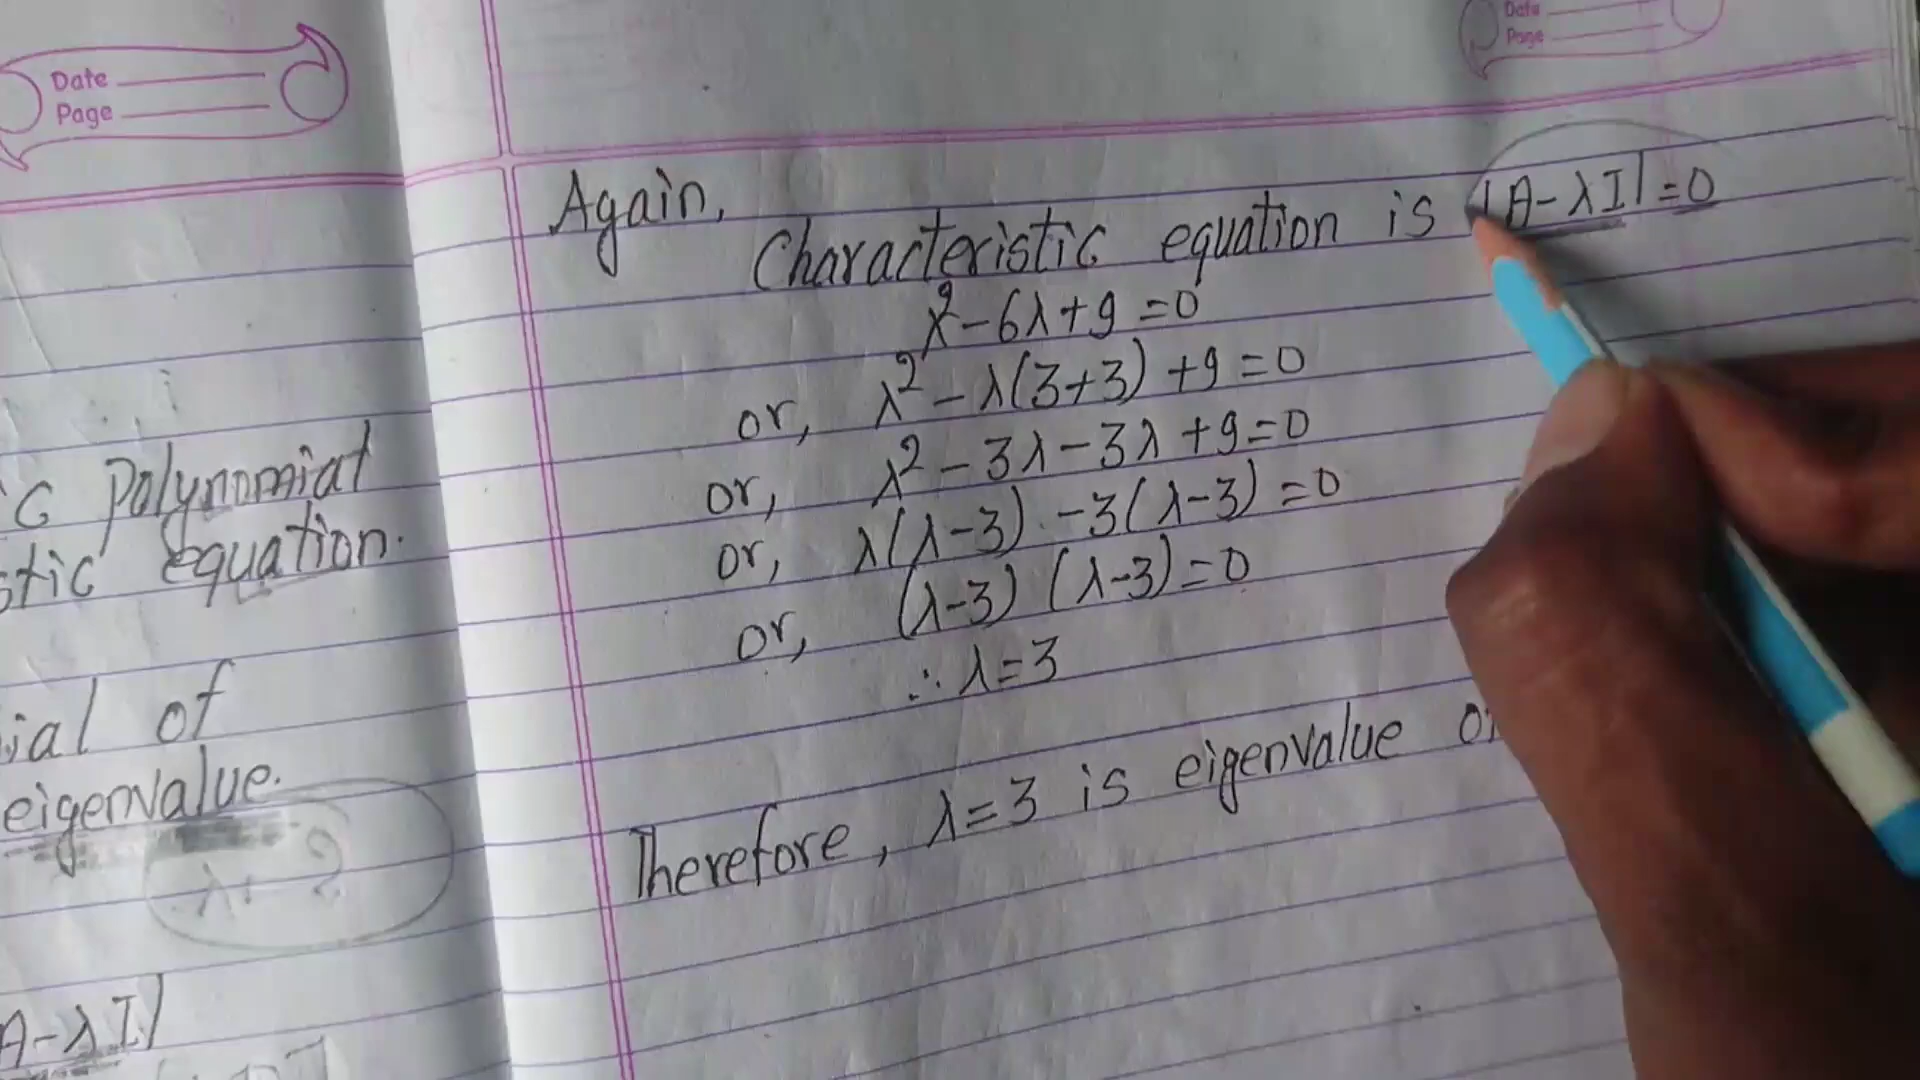 Date
Page
Date
Page
Again,
Characteristic equation is |A-λI|=0
λ²-6λ+9=0
or, λ²-λ(3+3)+9=0
or, λ²-3λ-3λ+9=0
or, λ(λ-3)-3(λ-3)=0
or, (λ-3)(λ-3)=0
∴ λ=3
Therefore, λ=3 is eigenvalue
ic polynomial
stic equation.
ial of
eigenvalue.
A-λI|